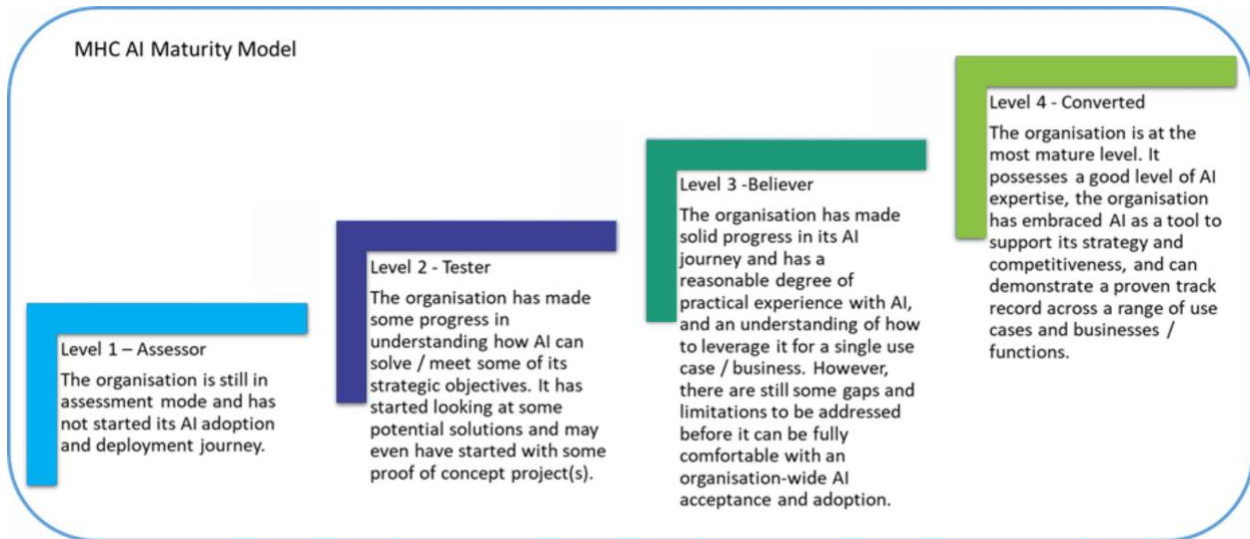 MHC AI Maturity Model
Level 1 – Assessor
The organisation is still in
assessment mode and has
not started its AI adoption
and deployment journey.
Level 2 - Tester
The organisation has made
some progress in
understanding how AI can
solve / meet some of its
strategic objectives. It has
started looking at some
potential solutions and may
even have started with some
proof of concept project(s).
Level 3 -Believer
The organisation has made
solid progress in its AI
journey and has a
reasonable degree of
practical experience with AI,
and an understanding of how
to leverage it for a single use
case / business. However,
there are still some gaps and
limitations to be addressed
before it can be fully
comfortable with an
organisation-wide AI
acceptance and adoption.
Level 4 - Converted
The organisation is at the
most mature level. It
possesses a good level of AI
expertise, the organisation
has embraced AI as a tool to
support its strategy and
competitiveness, and can
demonstrate a proven track
record across a range of use
cases and businesses /
functions.